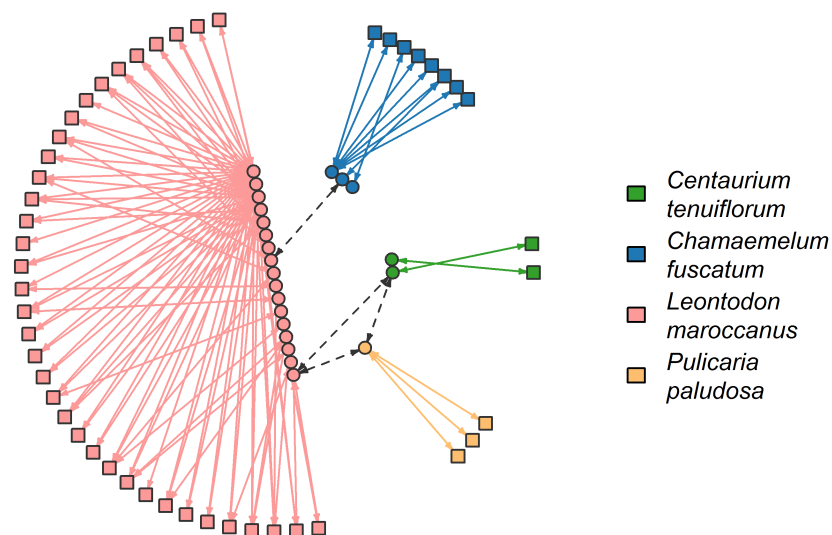 Centaurium
tenuiflorum
Chamaemelum
fuscatum
Leontodon
maroccanus
Pulicaria
paludosa